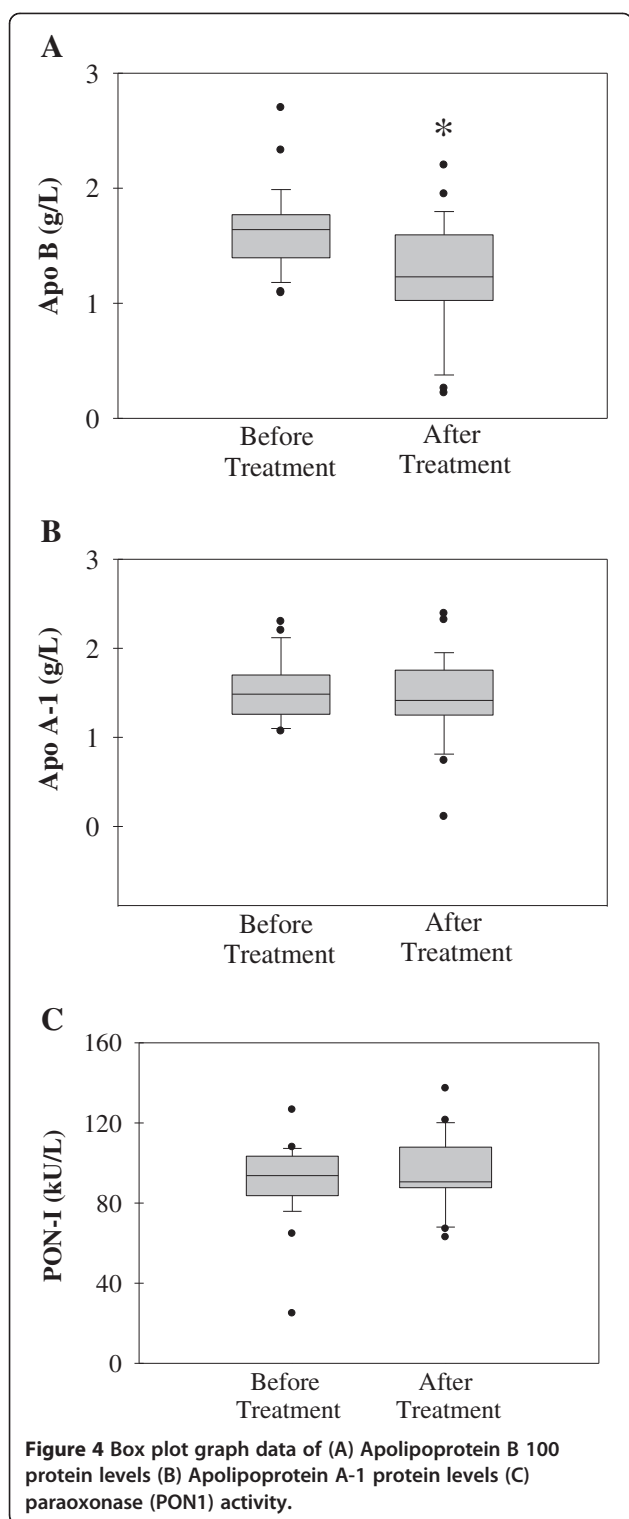 A
3
2
1
0
Apo B (g/L)
*
Before
Treatment
After
Treatment
B
3
2
1
0
Apo A-1 (g/L)
Before
Treatment
After
Treatment
C
160
120
80
40
0
PON-I (kU/L)
Before
Treatment
After
Treatment
Figure 4 Box plot graph data of (A) Apolipoprotein B 100
protein levels (B) Apolipoprotein A-1 protein levels (C)
paraoxonase (PON1) activity.